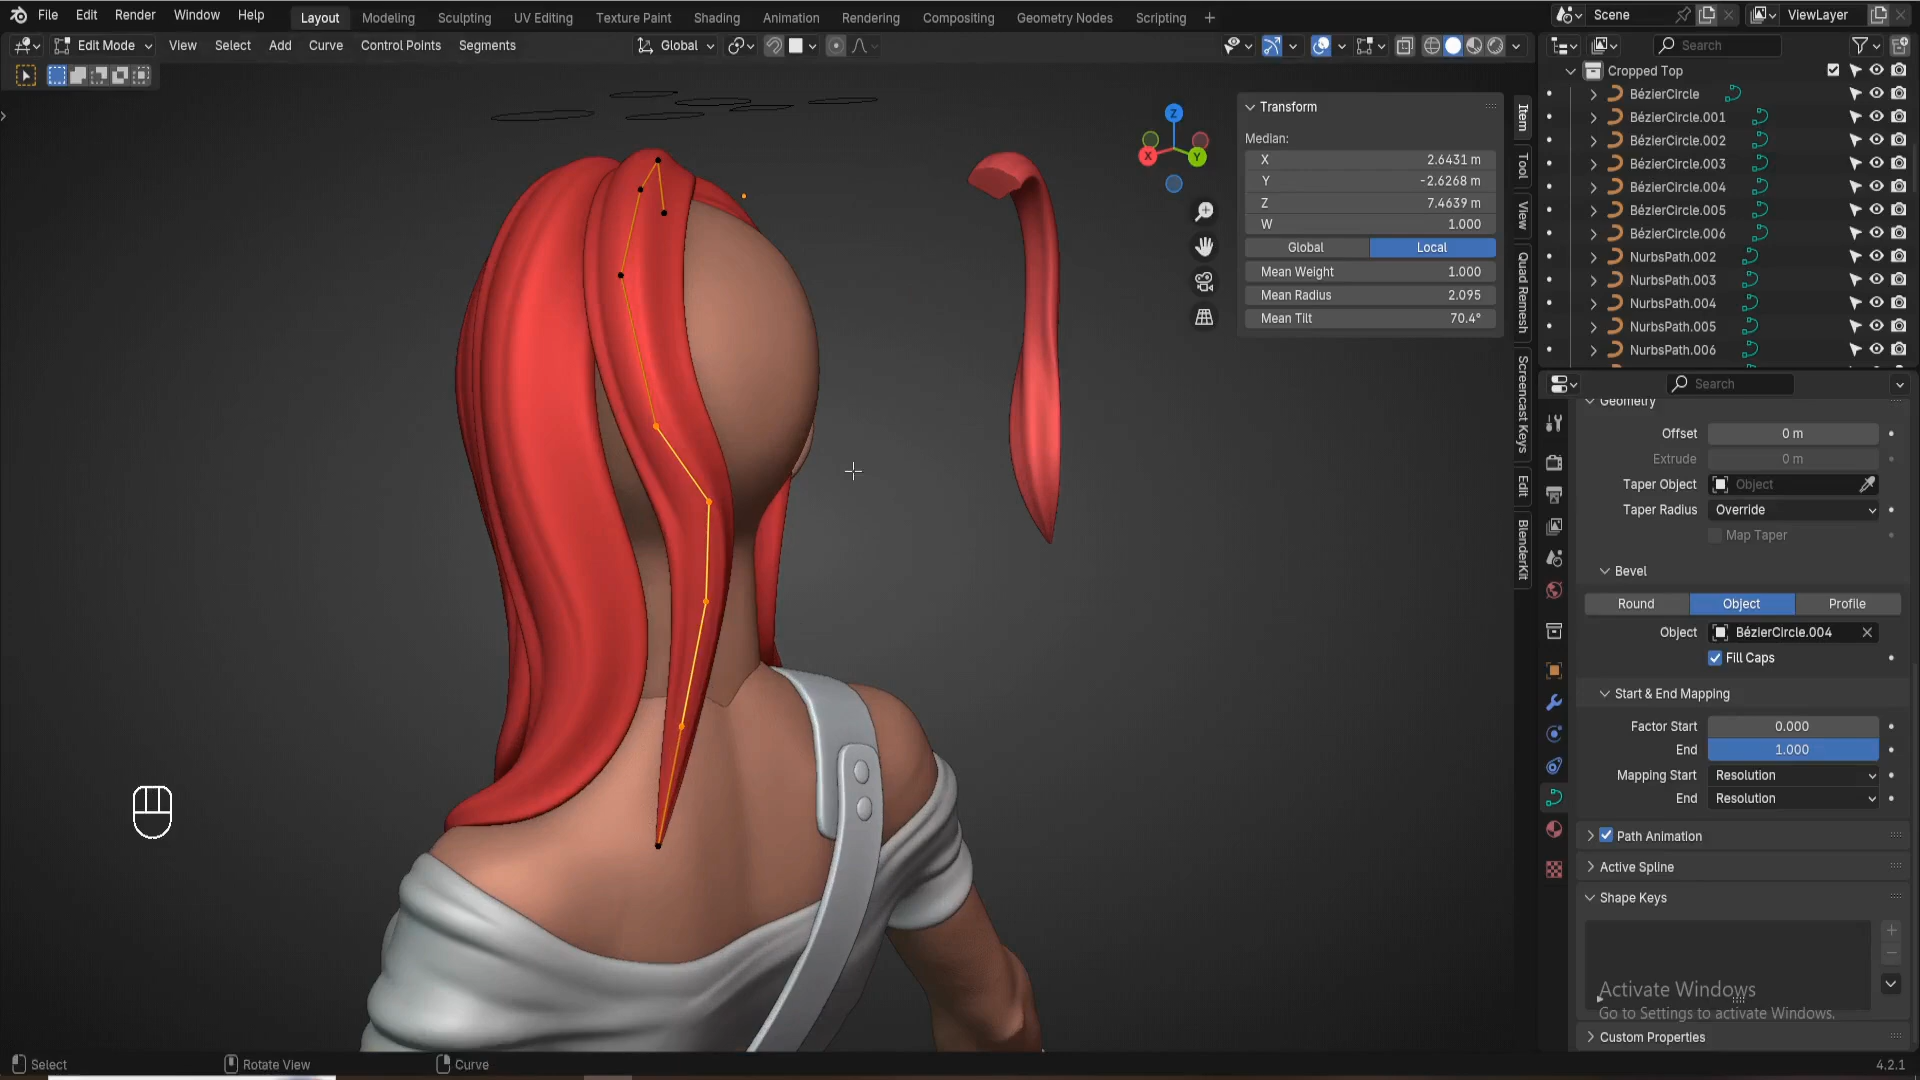 File Edit Render Window Help
Layout Modeling Sculpting UV Editing Texture Paint Shading Animation Rendering Compositing Geometry Nodes Scripting +
Scene
ViewLayer
Edit Mode View Select Add Curve Control Points Segments
Global
Search
Cropped Top
BézierCircle
BézierCircle.001
BézierCircle.002
BézierCircle.003
BézierCircle.004
BézierCircle.005
BézierCircle.006
NurbsPath.002
NurbsPath.003
NurbsPath.004
NurbsPath.005
NurbsPath.006
Z
X
Y
Transform
Median:
X 2.6431 m
Y -2.6268 m
Z 7.4639 m
W 1.000
Global Local
Mean Weight 1.000
Mean Radius 2.095
Mean Tilt 70.4°
Item
Tool
View
Quad Remesh
Screencast Keys
Edit
BlenderKit
Search
Geometry
Offset 0 m
Extrude 0 m
Taper Object Object
Taper Radius Override
Map Taper
Bevel
Round Object Profile
Object BézierCircle.004
Fill Caps
Start & End Mapping
Factor Start 0.000
End 1.000
Mapping Start Resolution
End Resolution
Path Animation
Active Spline
Shape Keys
Activate Windows
Go to Settings to activate Windows.
Custom Properties
Select
Rotate View
Curve
4.2.1